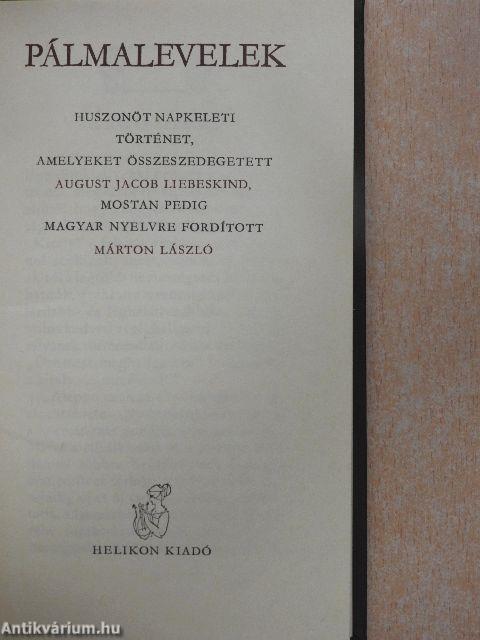 PÁLMALEVELEK
HUSZONÖT NAPKELETI
TÖRTÉNET,
AMELYEKET ÖSSZESZEDEGETETT
AUGUST JACOB LIEBESKIND,
MOSTAN PEDIG
MAGYAR NYELVRE FORDÍTOTT
MÁRTON LÁSZLÓ
HELIKON KIADÓ
Antikvárium.hu